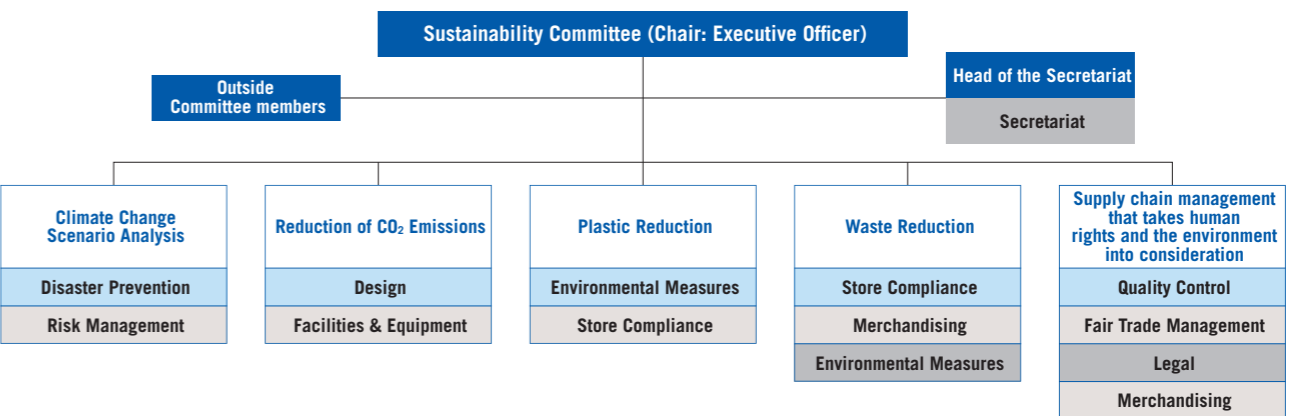 Sustainability Committee (Chair: Executive Officer)
Outside
Committee members
Head of the Secretariat
Secretariat
Climate Change
Scenario Analysis
Disaster Prevention
Risk Management
Reduction of CO₂ Emissions
Design
Facilities & Equipment
Plastic Reduction
Environmental Measures
Store Compliance
Waste Reduction
Store Compliance
Merchandising
Environmental Measures
Supply chain management
that takes human
rights and the environment
into consideration
Quality Control
Fair Trade Management
Legal
Merchandising